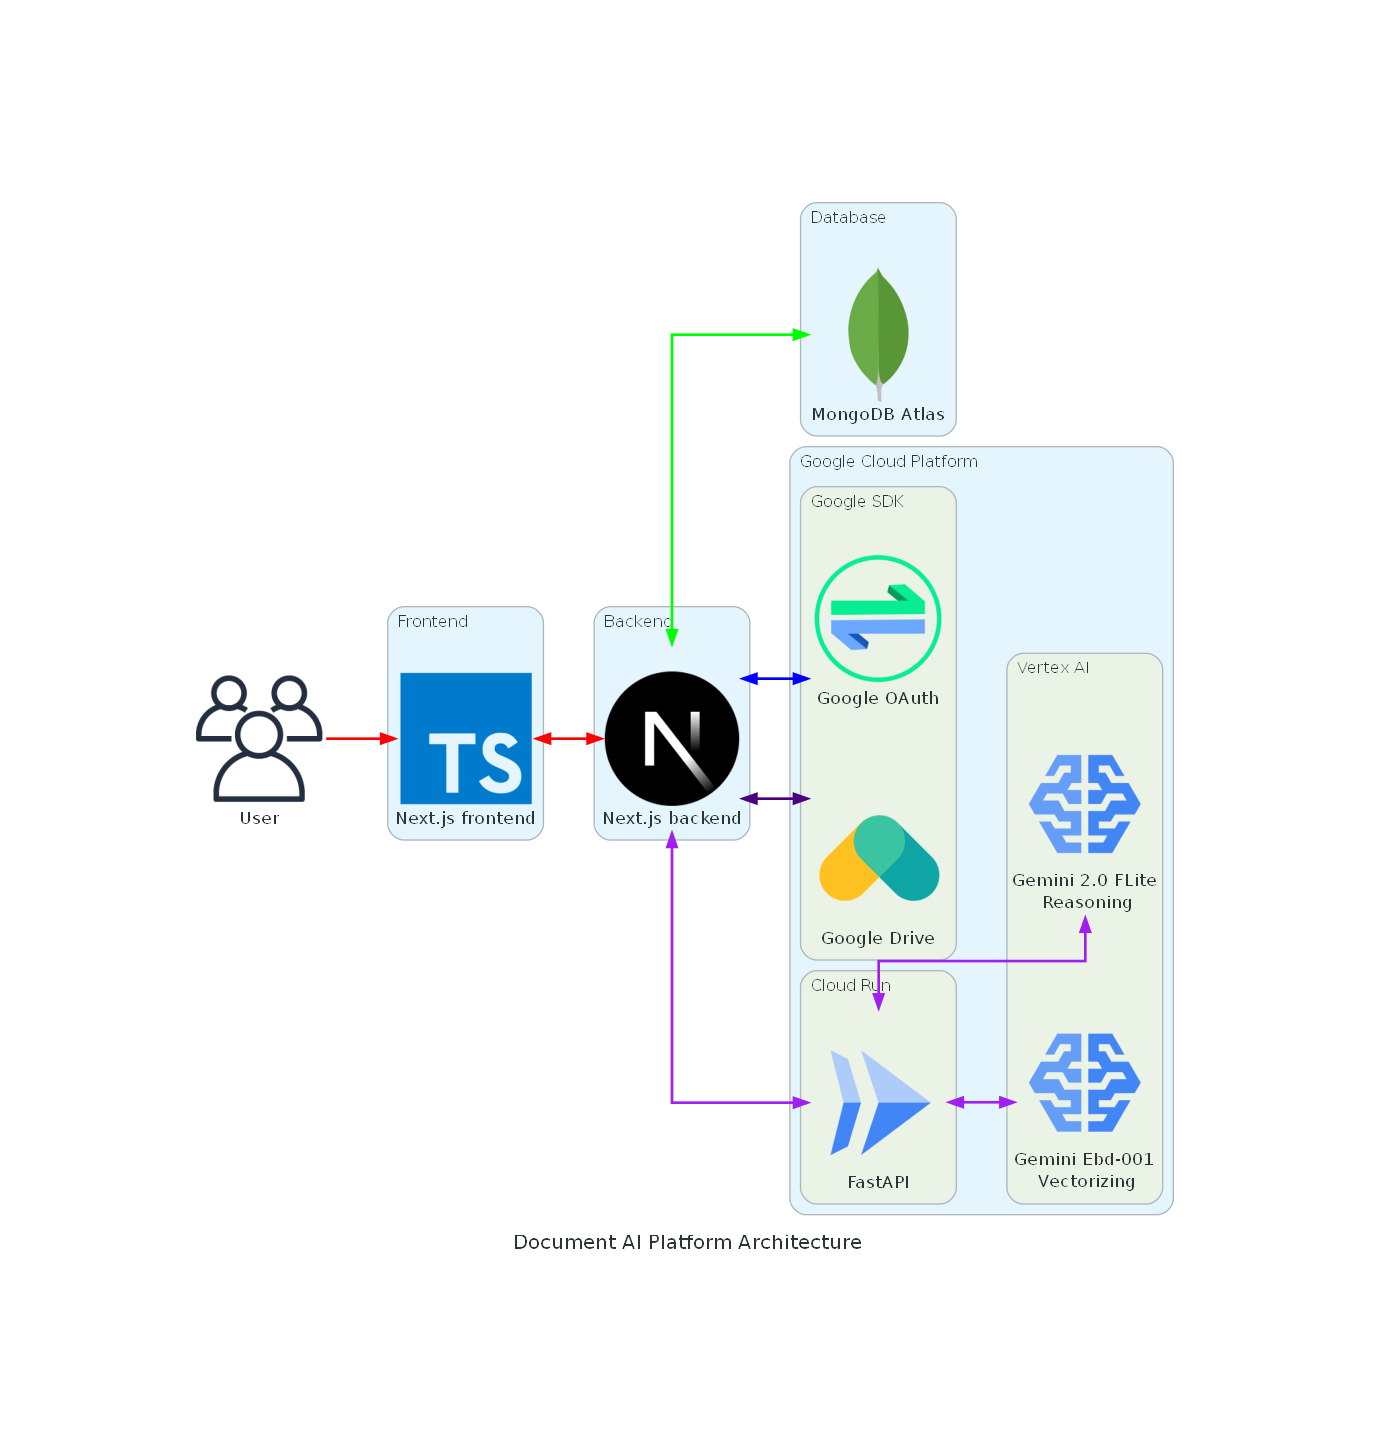 Database
MongoDB Atlas
Google Cloud Platform
Google SDK
Google OAuth
Frontend
TS
Next.js frontend
Backend
N
Next.js backend
User
Google Drive
Vertex AI
Gemini 2.0 FLite
Reasoning
Cloud Run
FastAPI
Gemini Ebd-001
Vectorizing
Document AI Platform Architecture